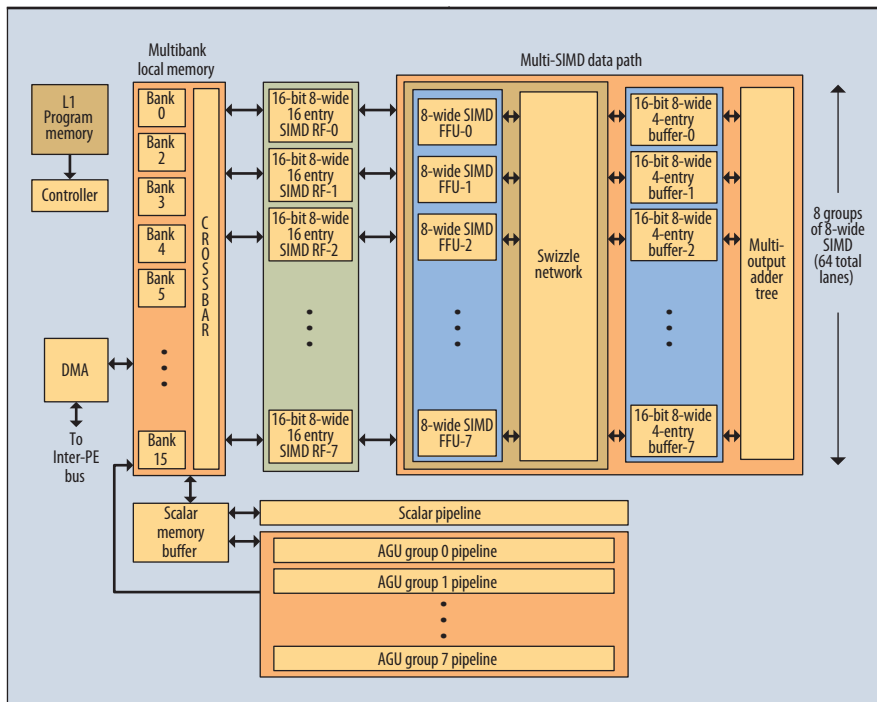 Multibank
local memory
Multi-SIMD data path
L1
Program
memory
Controller
DMA
To
Inter-PE
bus
Bank
0
Bank
2
Bank
3
Bank
4
Bank
5
Bank
15
CROSSBAR
16-bit 8-wide
16 entry
SIMD RF-0
16-bit 8-wide
16 entry
SIMD RF-1
16-bit 8-wide
16 entry
SIMD RF-2
16-bit 8-wide
16 entry
SIMD RF-7
8-wide SIMD
FFU-0
8-wide SIMD
FFU-1
8-wide SIMD
FFU-2
8-wide SIMD
FFU-7
Swizzle
network
16-bit 8-wide
4-entry
buffer-0
16-bit 8-wide
4-entry
buffer-1
16-bit 8-wide
4-entry
buffer-2
16-bit 8-wide
4-entry
buffer-7
Multi-
output
adder
tree
8 groups
of 8-wide
SIMD
(64 total
lanes)
Scalar
memory
buffer
Scalar pipeline
AGU group 0 pipeline
AGU group 1 pipeline
AGU group 7 pipeline